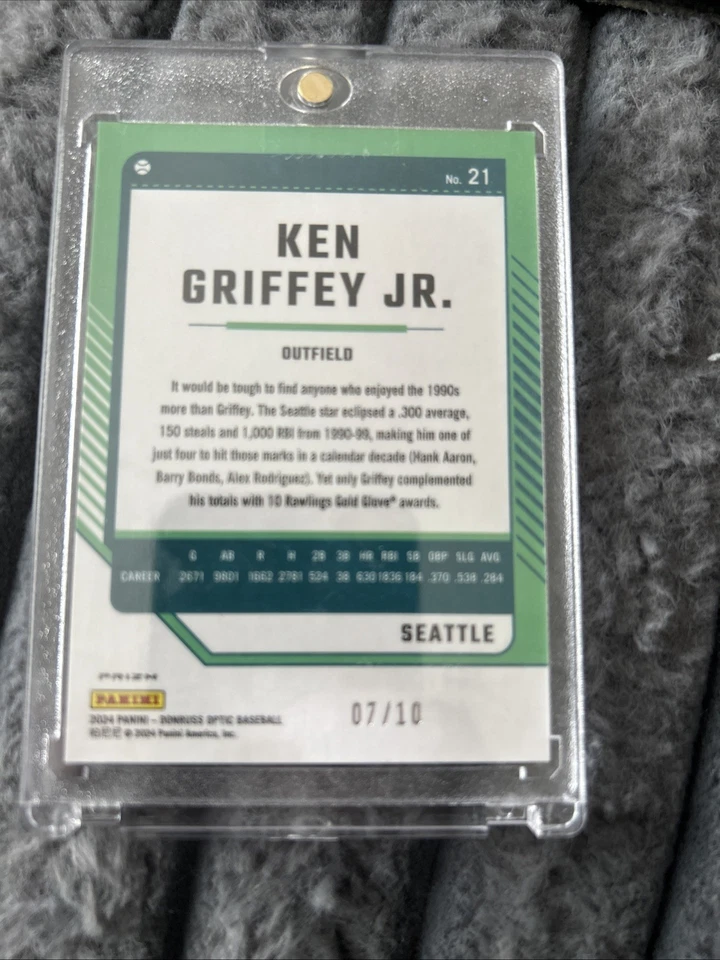 No. 21
KEN
GRIFFEY JR.
OUTFIELD
It would be tough to find anyone who enjoyed the 1990s
more than Griffey. The Seattle star eclipsed a .300 average,
150 steals and 1,000 RBI from 1990-99, making him one of
just four to hit those marks in a calendar decade (Hank Aaron,
Barry Bonds, Alex Rodriguez). Yet only Griffey complemented
his totals with 10 Rawlings Gold Glove® awards.
G AB R H 2B 3B HR RBI SB OBP SLG AVG
CAREER 2671 9801 1662 2781 524 38 630 1836 184 .370 .538 .284
SEATTLE
PRIZM
PANINI
2024 PANINI - DONRUSS OPTIC BASEBALL
© 2024 Panini America, Inc.
07/10